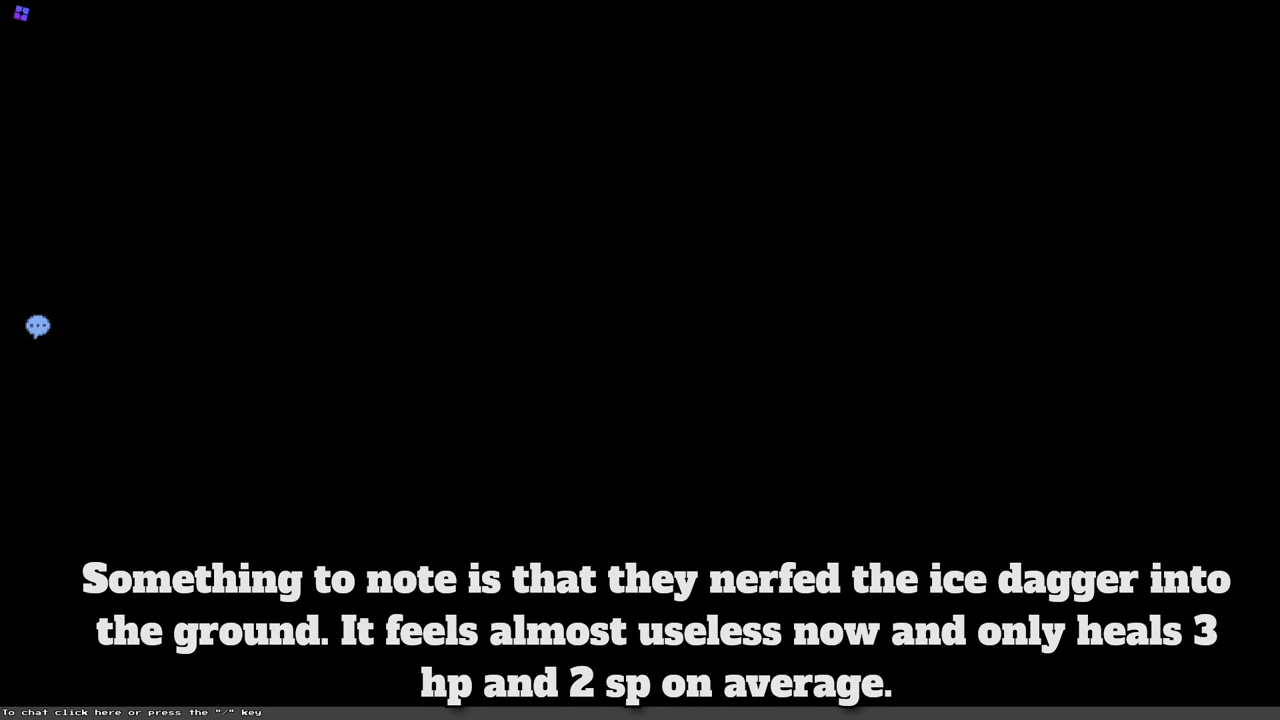 Something to note is that they nerfed the ice dagger into
the ground. It feels almost useless now and only heals 3
hp and 2 sp on average.
To chat click here or press the "/" key